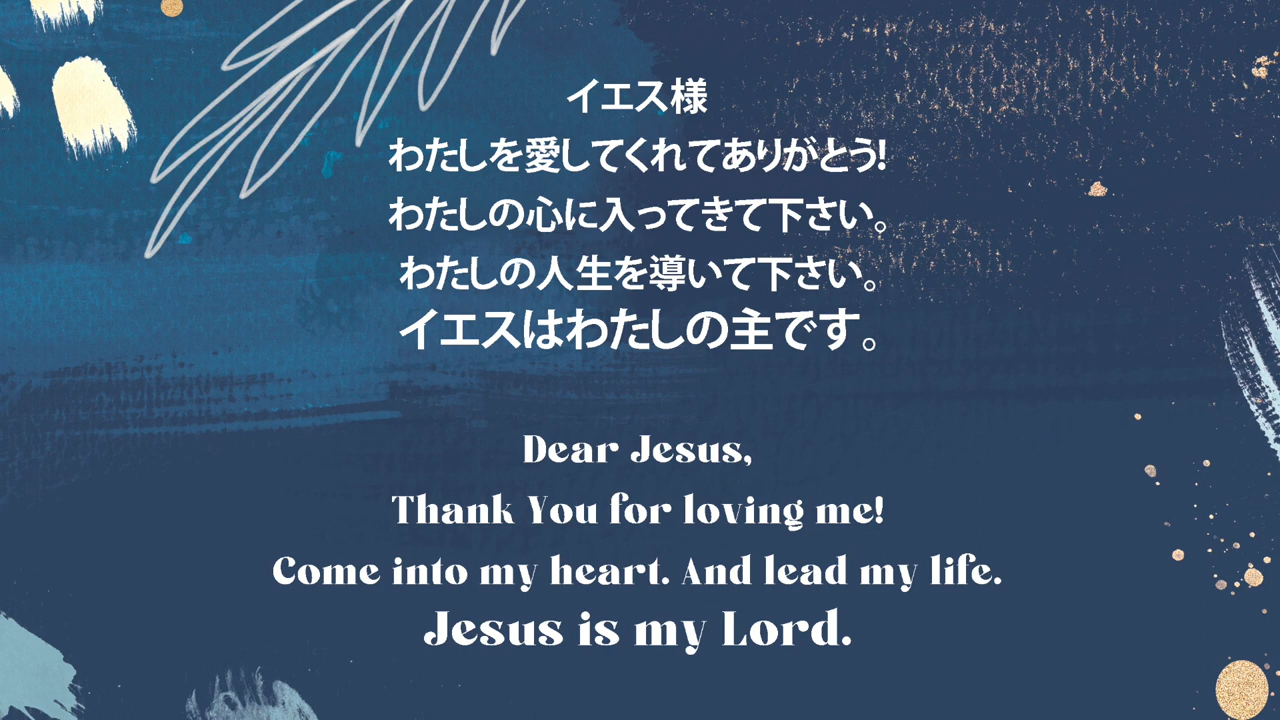 イエス様
わたしを愛してくれてありがとう!
わたしの心に入ってきて下さい。
わたしの人生を導いて下さい。
イエスはわたしの主です。
Dear Jesus,
Thank You for loving me!
Come into my heart. And lead my life.
Jesus is my Lord.